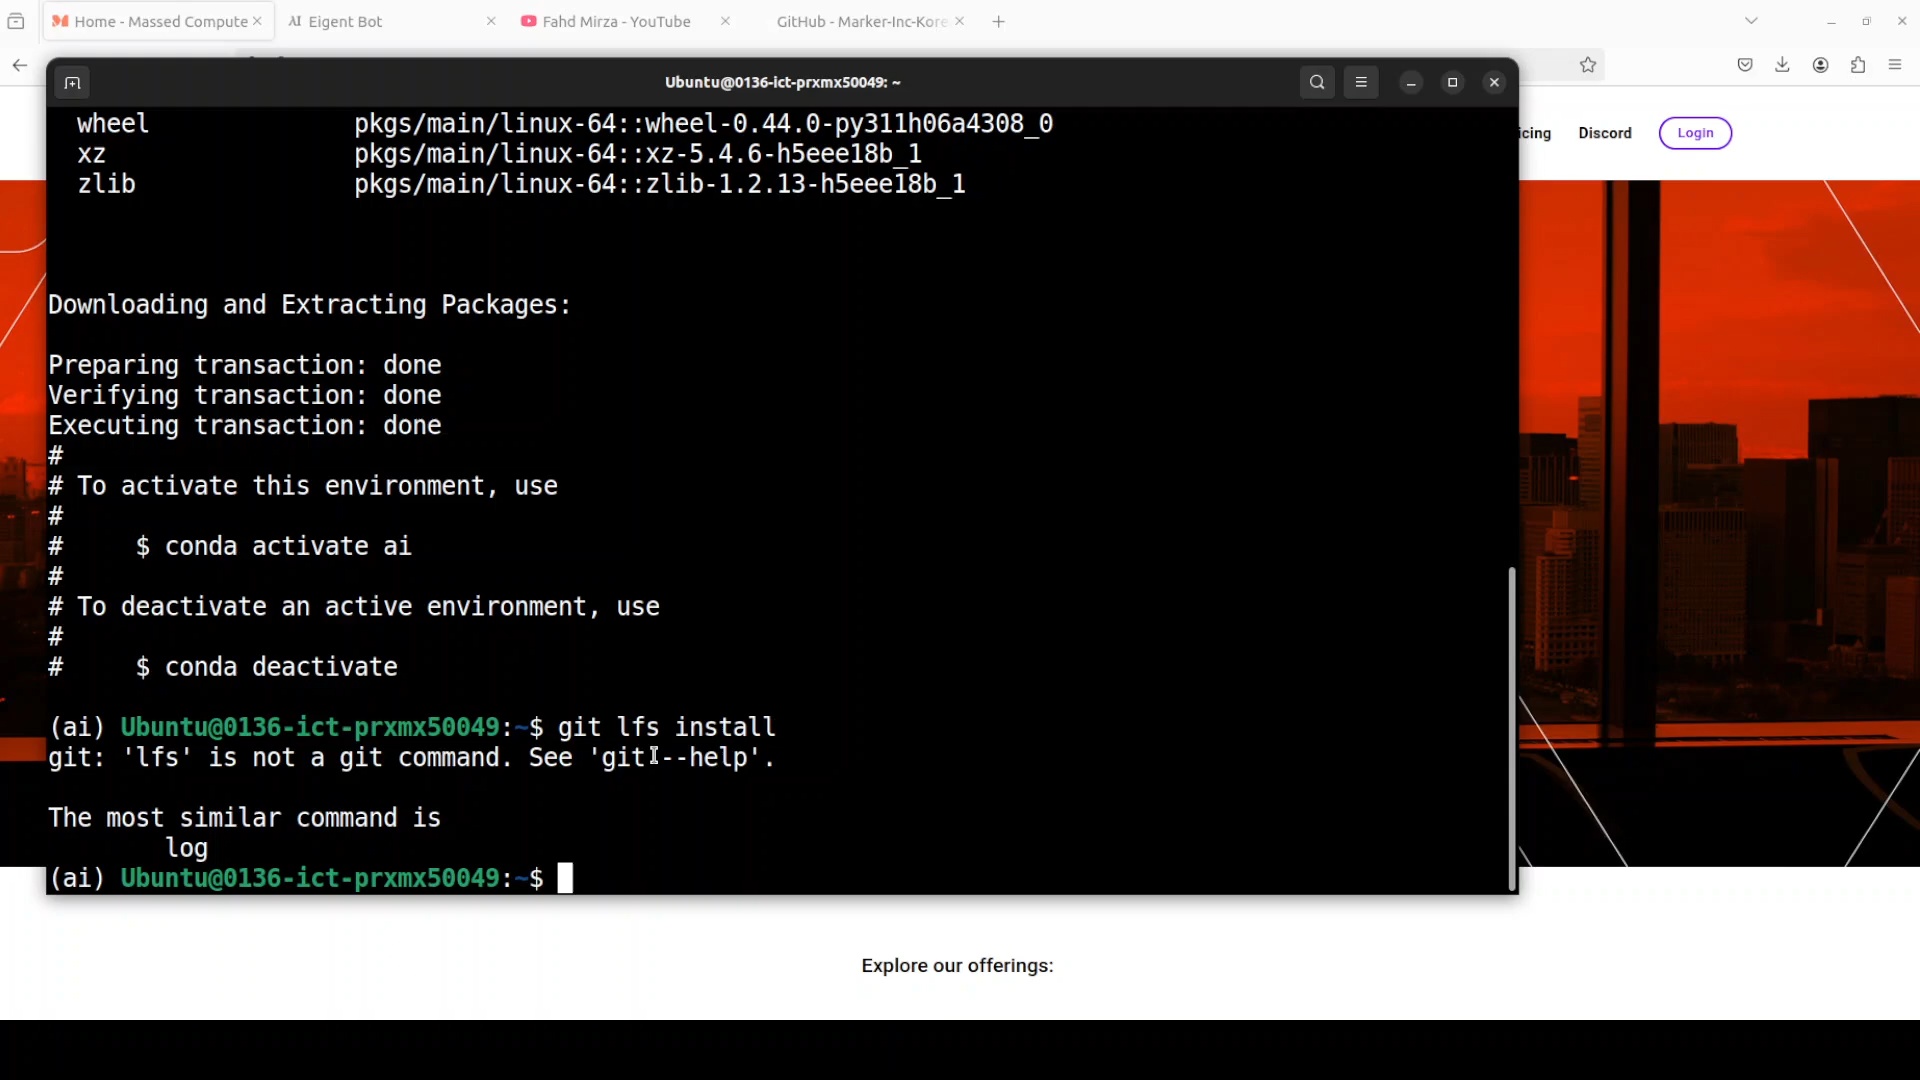 Home - Massed Compute
Eigent Bot
Fahd Mirza - YouTube
GitHub - Marker-Inc-Kore
Ubuntu@0136-ict-prxmx50049: ~
icing
Discord
Login
wheel pkgs/main/linux-64::wheel-0.44.0-py311h06a4308_0
xz pkgs/main/linux-64::xz-5.4.6-h5eee18b_1
zlib pkgs/main/linux-64::zlib-1.2.13-h5eee18b_1
Downloading and Extracting Packages:
Preparing transaction: done
Verifying transaction: done
Executing transaction: done
#
# To activate this environment, use
#
# $ conda activate ai
#
# To deactivate an active environment, use
#
# $ conda deactivate
(ai) Ubuntu@0136-ict-prxmx50049:~$ git lfs install
git: 'lfs' is not a git command. See 'git --help'.
The most similar command is
log
(ai) Ubuntu@0136-ict-prxmx50049:~$
Explore our offerings: